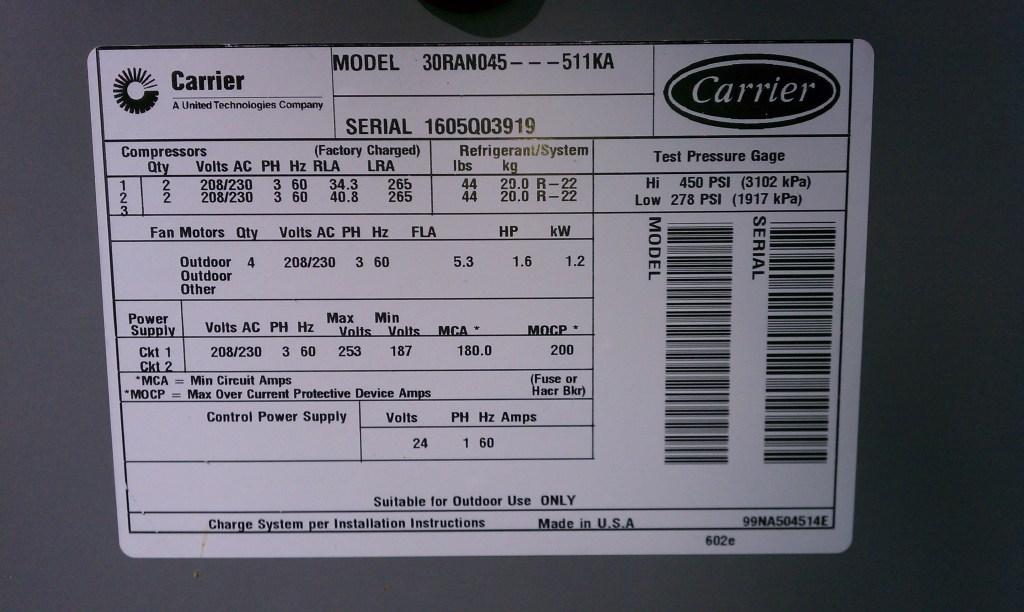 Carrier
A United Technologies Company
MODEL 30RAN045- - -511KA
SERIAL 1605Q03919
Carrier
Compressors (Factory Charged) Refrigerant/System
Qty Volts AC PH Hz RLA LRA lbs kg
1 2 208/230 3 60 34.3 265 44 20.0 R-22
2 2 208/230 3 60 40.8 265 44 20.0 R-22
3
Test Pressure Gage
Hi 450 PSI (3102 kPa)
Low 278 PSI (1917 kPa)
MODEL
SERIAL
Fan Motors Qty Volts AC PH Hz FLA HP kW
Outdoor 4 208/230 3 60 5.3 1.6 1.2
Outdoor
Other
Power Supply Volts AC PH Hz Max Volts Min Volts MCA * MOCP *
Ckt 1 208/230 3 60 253 187 180.0 200
Ckt 2
*MCA = Min Circuit Amps (Fuse or
*MOCP = Max Over Current Protective Device Amps Hacr Bkr)
Control Power Supply Volts PH Hz Amps
24 1 60
Suitable for Outdoor Use ONLY
Charge System per Installation Instructions Made in U.S.A 99NA504514E
602e